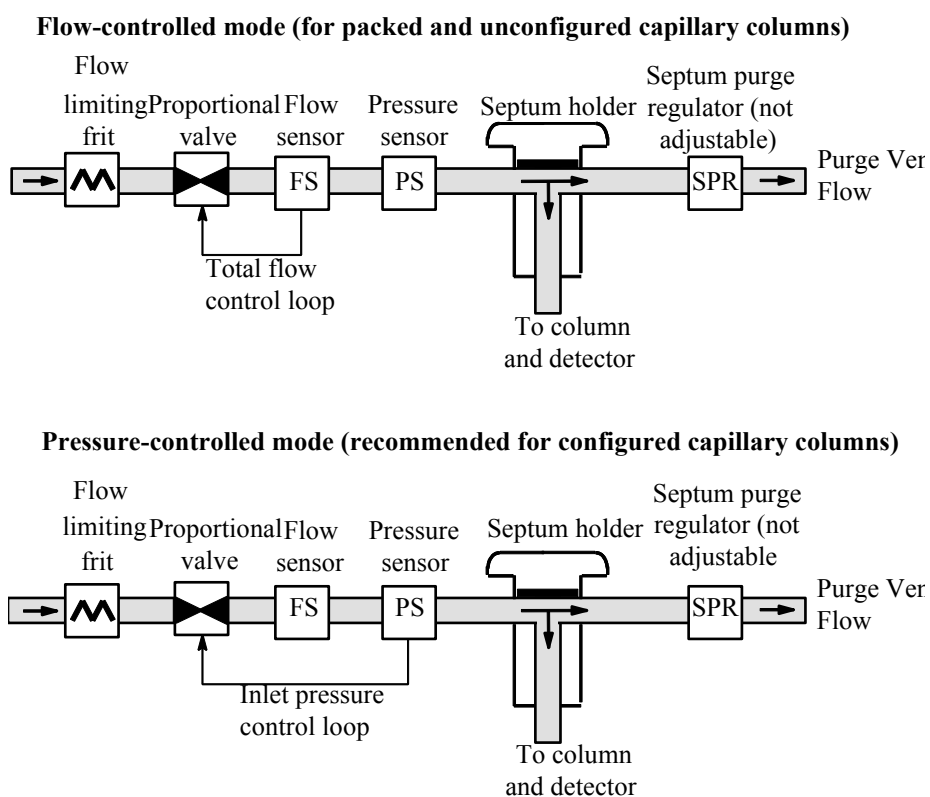 Flow-controlled mode (for packed and unconfigured capillary columns)
Flow
limiting
frit
Proportional
valve
Flow
sensor
Pressure
sensor
Septum holder
Septum purge
regulator (not
adjustable)
FS
PS
SPR
Purge Ven
Flow
Total flow
control loop
To column
and detector
Pressure-controlled mode (recommended for configured capillary columns)
Flow
limiting
frit
Proportional
valve
Flow
sensor
Pressure
sensor
Septum holder
Septum purge
regulator (not
adjustable
FS
PS
SPR
Purge Ven
Flow
Inlet pressure
control loop
To column
and detector